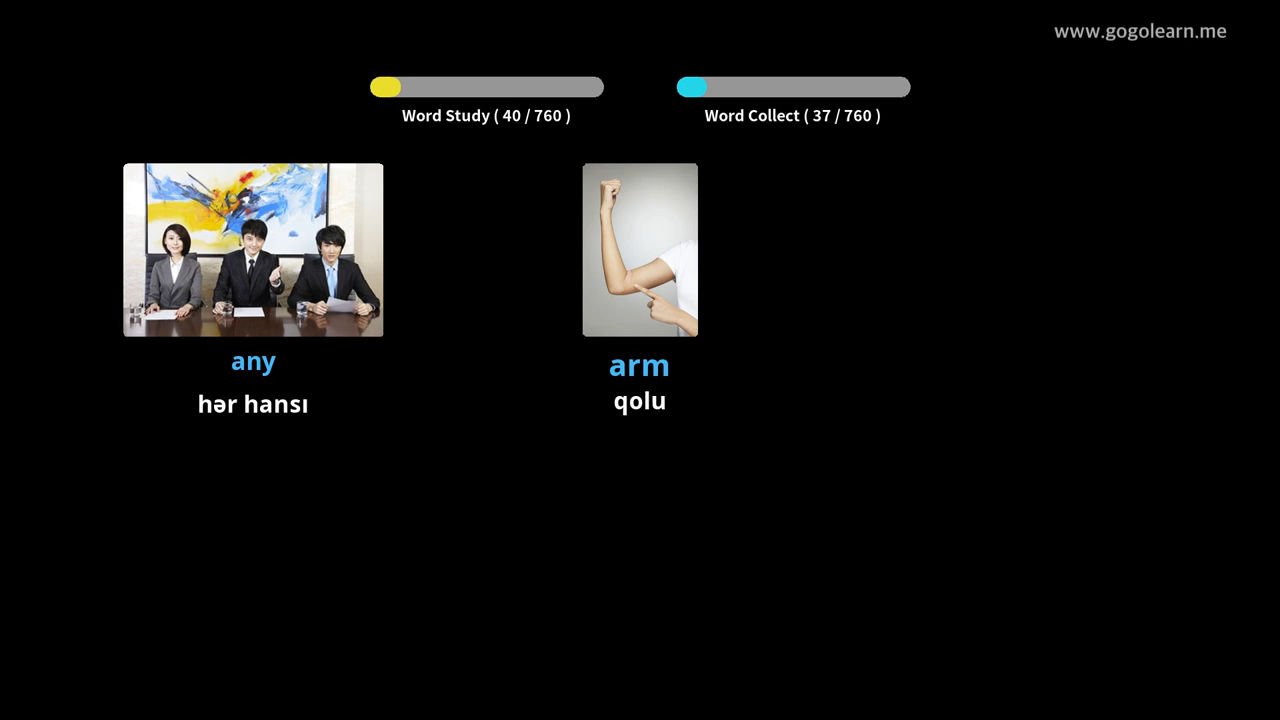 www.gogolearn.me
Word Study ( 40 / 760 )
Word Collect ( 37 / 760 )
any
hər hansı
arm
qolu